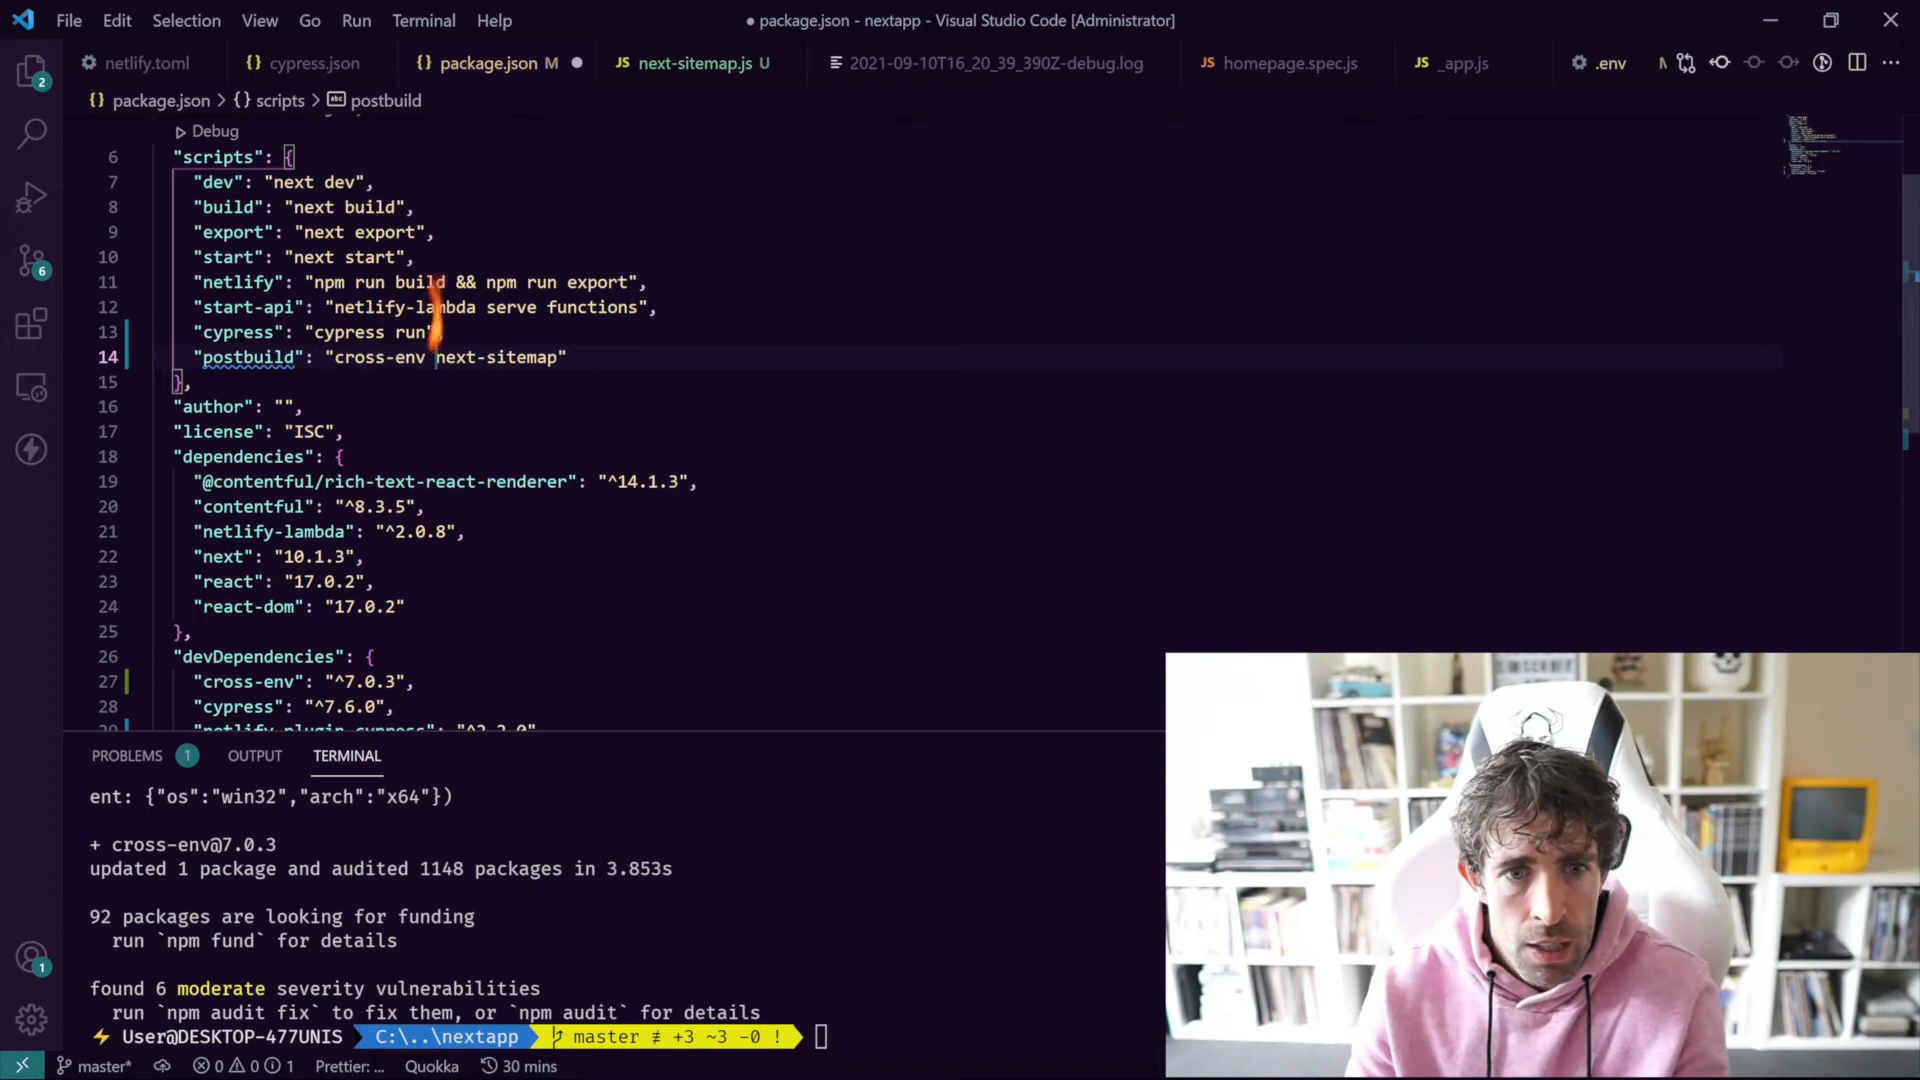 File Edit Selection View Go Run Terminal Help
● package.json - nextapp - Visual Studio Code [Administrator]
netlify.toml
cypress.json
package.json M
next-sitemap.js U
2021-09-10T16_20_39_390Z-debug.log
homepage.spec.js
_app.js
.env
package.json > {} scripts > postbuild
Debug
6 "scripts": {
7 "dev": "next dev",
8 "build": "next build",
9 "export": "next export",
10 "start": "next start",
11 "netlify": "npm run build && npm run export",
12 "start-api": "netlify-lambda serve functions",
13 "cypress": "cypress run",
14 "postbuild": "cross-env next-sitemap"
15 },
16 "author": "",
17 "license": "ISC",
18 "dependencies": {
19 "@contentful/rich-text-react-renderer": "^14.1.3",
20 "contentful": "^8.3.5",
21 "netlify-lambda": "^2.0.8",
22 "next": "10.1.3",
23 "react": "17.0.2",
24 "react-dom": "17.0.2"
25 },
26 "devDependencies": {
27 "cross-env": "^7.0.3",
28 "cypress": "^7.6.0",
PROBLEMS 1 OUTPUT TERMINAL
ent: {"os":"win32","arch":"x64"})
+ cross-env@7.0.3
updated 1 package and audited 1148 packages in 3.853s
92 packages are looking for funding
run `npm fund` for details
found 6 moderate severity vulnerabilities
run `npm audit fix` to fix them, or `npm audit` for details
⚡ User@DESKTOP-477UNIS C:\..\nextapp master ≢ +3 ~3 -0 !
master* 0 0 1 Prettier: ... Quokka 30 mins
2
6
1